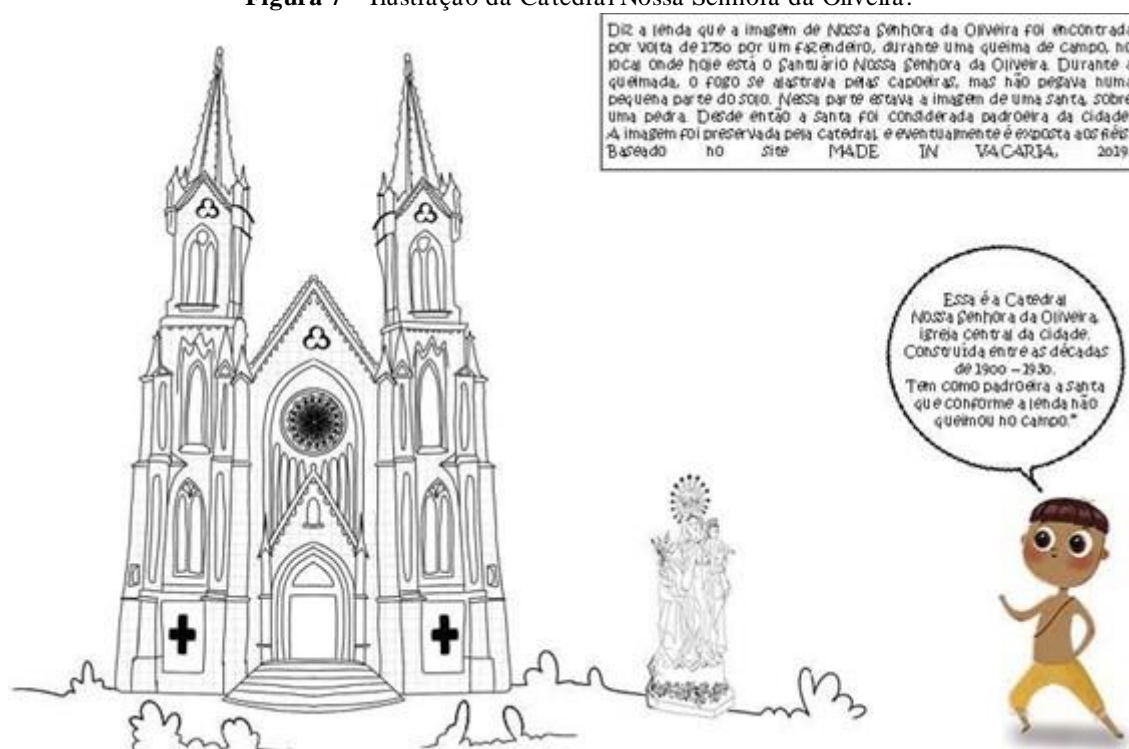 Figura 7 – Ilustração da Catedral Nossa Senhora da Oliveira.
Diz a lenda que a imagem de Nossa Senhora da Oliveira foi encontrada
por volta de 1750 por um fazendeiro, durante uma queima de campo, no
local onde hoje está o Santuário Nossa Senhora da Oliveira. Durante a
queimada, o fogo se alastrava pelas capoeiras, mas não pegava numa
pequena parte do solo. Nessa parte estava a imagem de uma santa, sobre
uma pedra. Desde então a santa foi considerada padroeira da cidade.
A imagem foi preservada pela catedral, e eventualmente é exposta aos fiéis.
Baseado no site MADE IN VACARIA, 2019.
Essa é a Catedral
Nossa Senhora da Oliveira,
igreja central da cidade.
Construída entre as décadas
de 1900 – 1930.
Tem como padroeira a santa
que conforme a lenda não
queimou no campo."